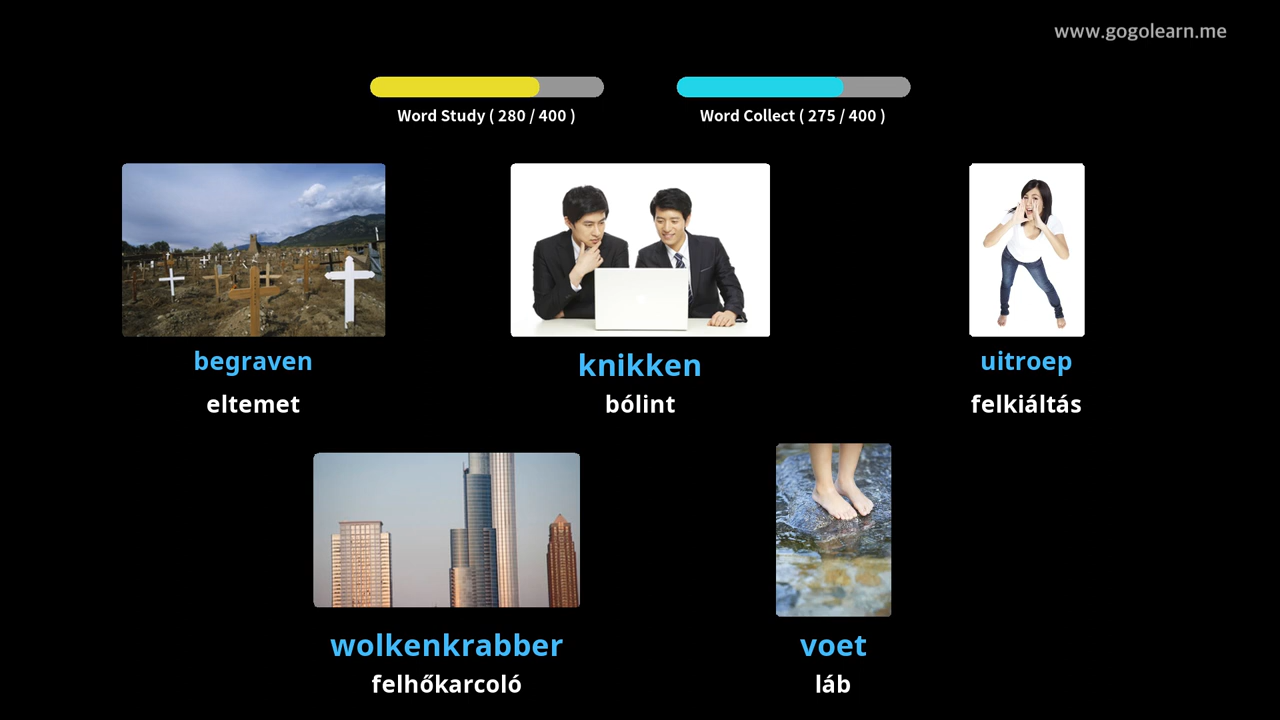 www.gogolearn.me
Word Study ( 280 / 400 )
Word Collect ( 275 / 400 )
begraven
knikken
uitroep
eltemet
bólint
felkiáltás
wolkenkrabber
voet
felhőkarcoló
láb